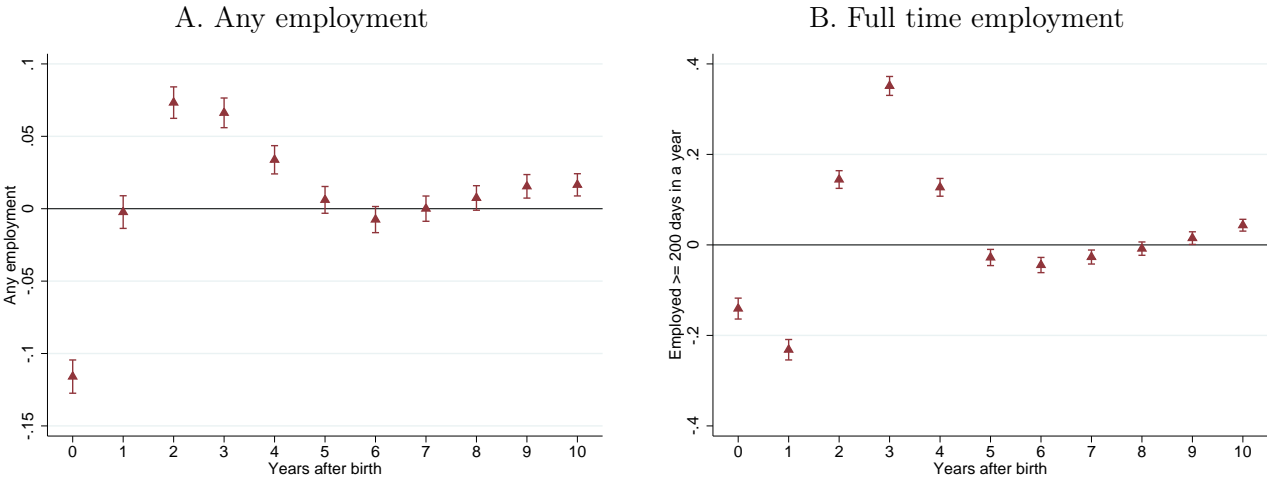 A. Any employment
Any employment
.1
.05
0
-.05
-.1
-.15
0 1 2 3 4 5 6 7 8 9 10
Years after birth
B. Full time employment
Employed >= 200 days in a year
.4
.2
0
-.2
-.4
0 1 2 3 4 5 6 7 8 9 10
Years after birth